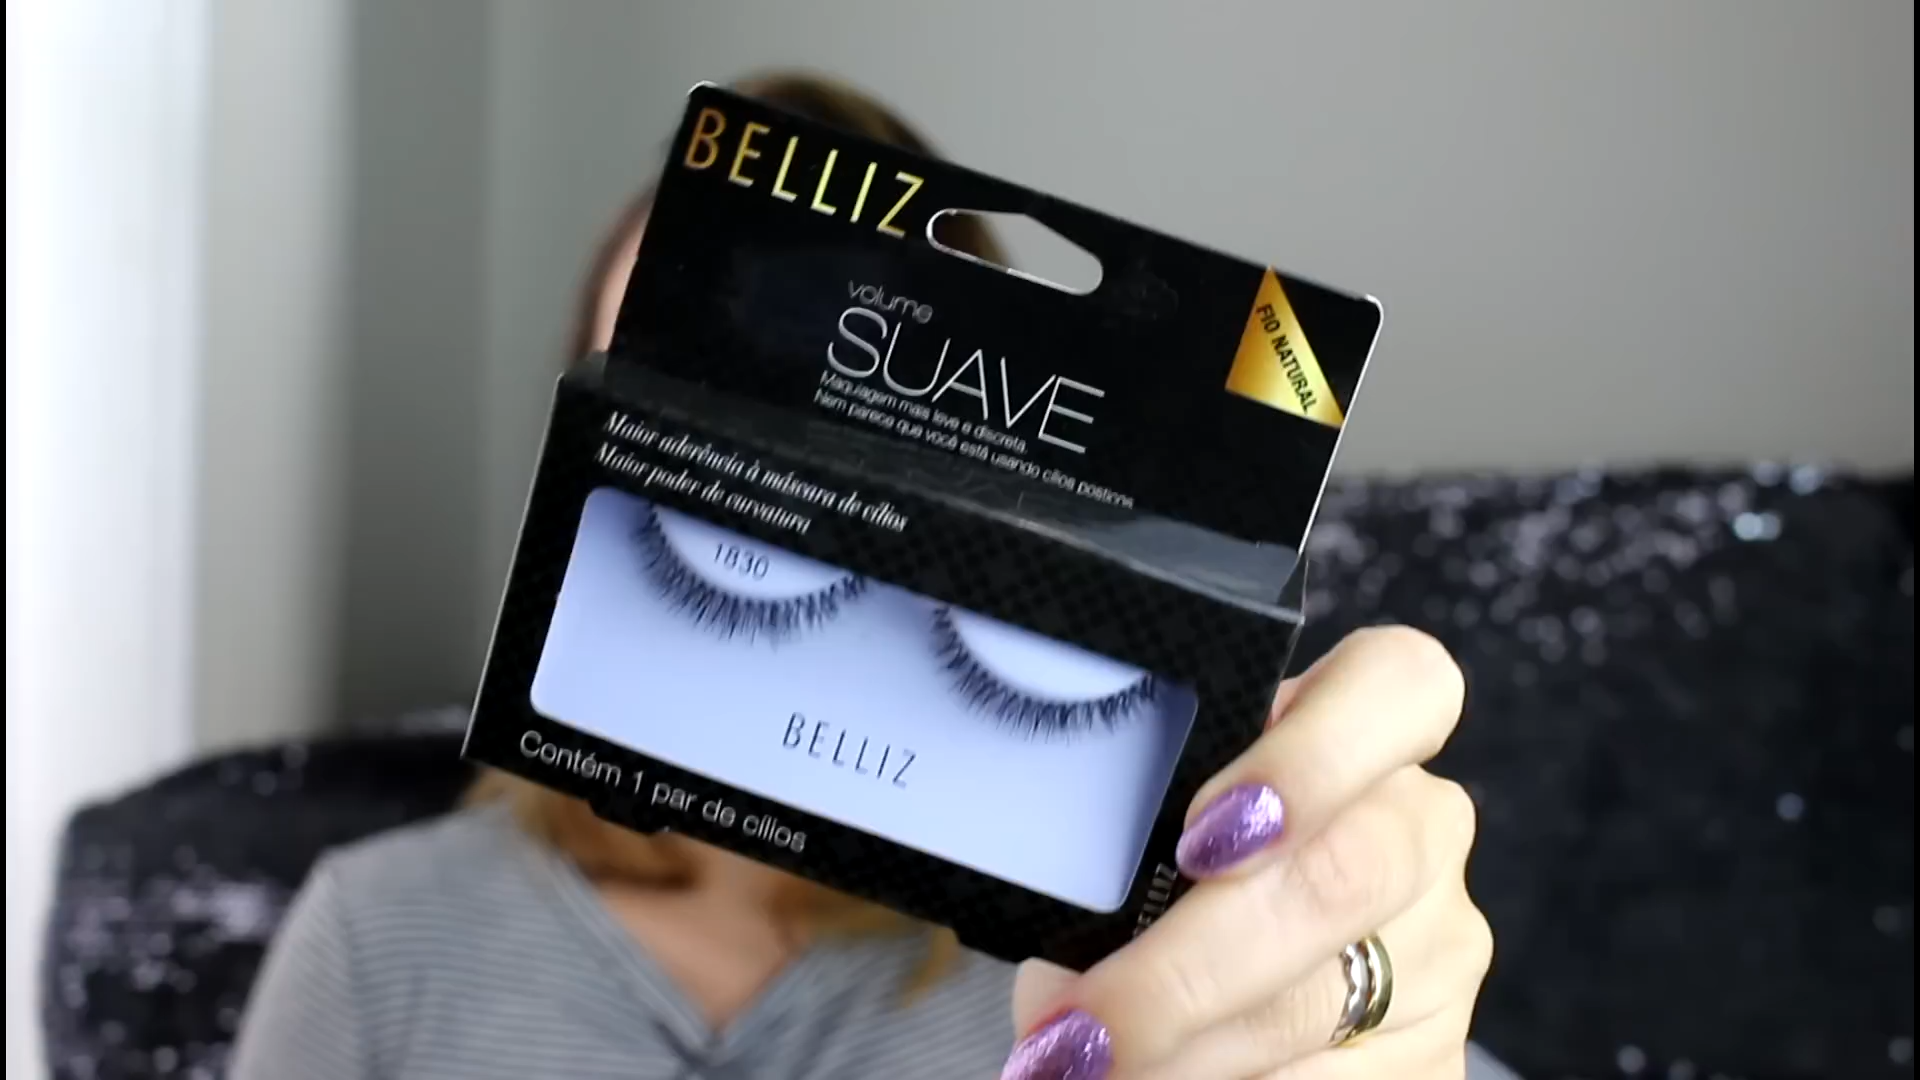 BELLIZ
volume
SUAVE
Maquiagem mais leve e discreta.
Nem parece que você está usando cílios postiços
FIO NATURAL
Maior aderência à máscara de cílios
Maior poder de curvatura
1830
BELLIZ
Contém 1 par de cílios
BELLIZ